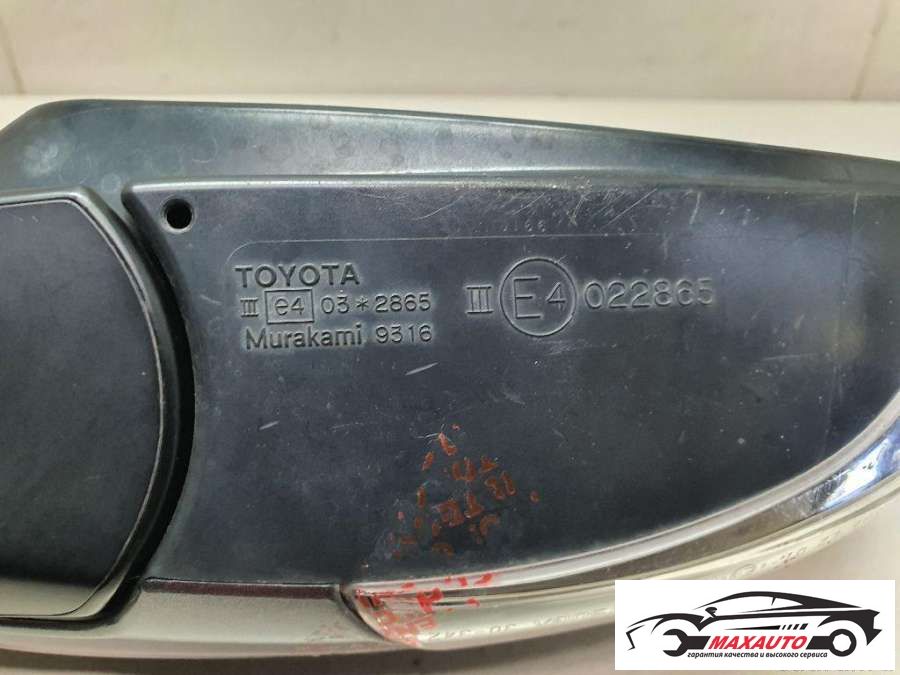 TOYOTA
III e4 03*2865
Murakami 9316
III E4 022865
MAXAUTO
гарантия качества и высокого сервиса